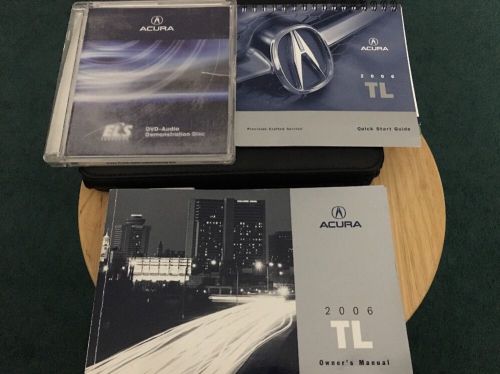 ACURA
ELS
DVD-Audio
Demonstration Disc
ACURA
2006
TL
Precision Crafted Service
Quick Start Guide
ACURA
2006
TL
Owner's Manual